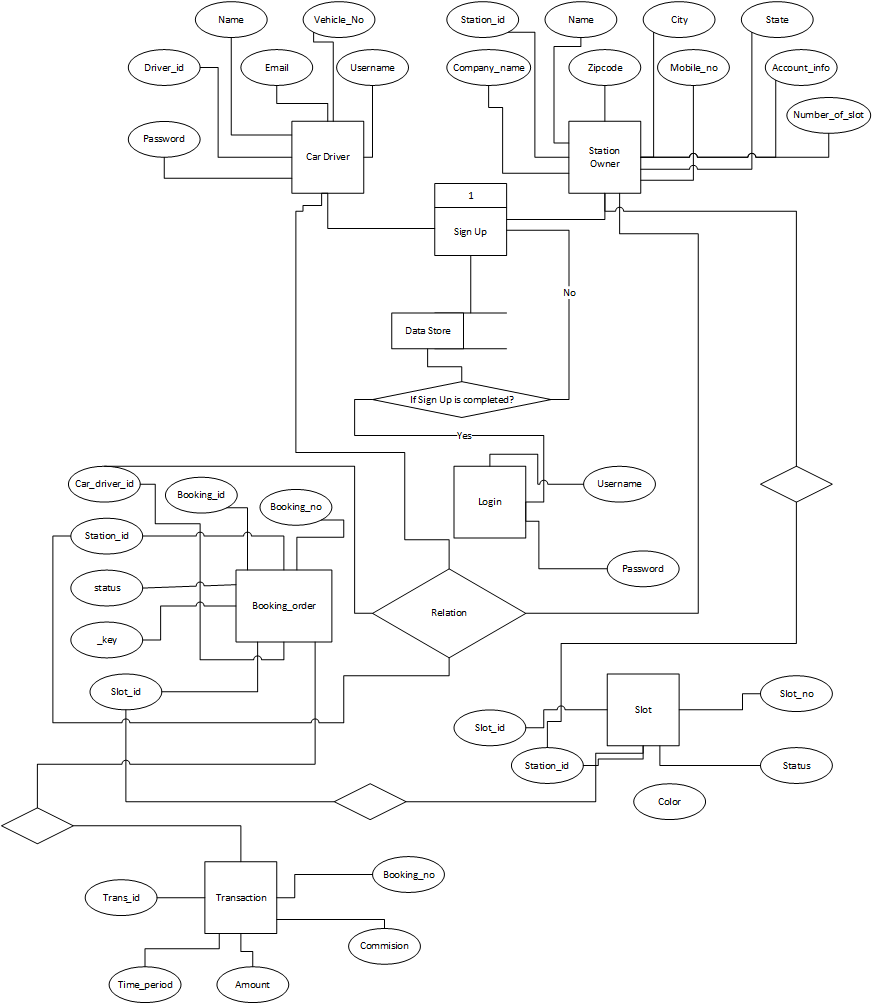 Name
Vehicle_No
Station_id
Name
City
State
Driver_id
Email
Username
Company_name
Zipcode
Mobile_no
Account_info
Number_of_slot
Password
Car Driver
Station
Owner
1
Sign Up
No
Data Store
If Sign Up is completed?
Yes
Car_driver_id
Booking_id
Booking_no
Login
Username
Station_id
Password
status
Booking_order
Relation
_key
Slot_id
Slot
Slot_no
Slot_id
Station_id
Status
Color
Booking_no
Trans_id
Transaction
Commision
Time_period
Amount